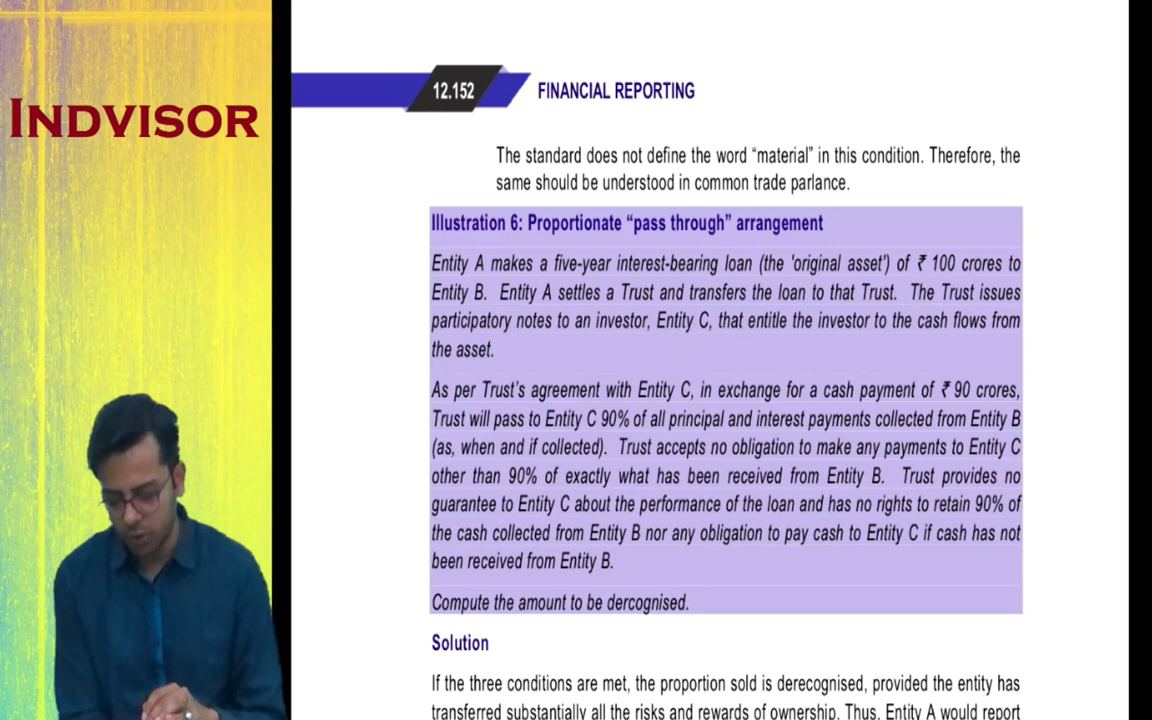 INDVISOR
12.152 FINANCIAL REPORTING
The standard does not define the word “material” in this condition. Therefore, the
same should be understood in common trade parlance.
Illustration 6: Proportionate “pass through” arrangement
Entity A makes a five-year interest-bearing loan (the 'original asset') of ₹ 100 crores to
Entity B. Entity A settles a Trust and transfers the loan to that Trust. The Trust issues
participatory notes to an investor, Entity C, that entitle the investor to the cash flows from
the asset.
As per Trust’s agreement with Entity C, in exchange for a cash payment of ₹ 90 crores,
Trust will pass to Entity C 90% of all principal and interest payments collected from Entity B
(as, when and if collected). Trust accepts no obligation to make any payments to Entity C
other than 90% of exactly what has been received from Entity B. Trust provides no
guarantee to Entity C about the performance of the loan and has no rights to retain 90% of
the cash collected from Entity B nor any obligation to pay cash to Entity C if cash has not
been received from Entity B.
Compute the amount to be dercognised.
Solution
If the three conditions are met, the proportion sold is derecognised, provided the entity has
transferred substantially all the risks and rewards of ownership. Thus, Entity A would report